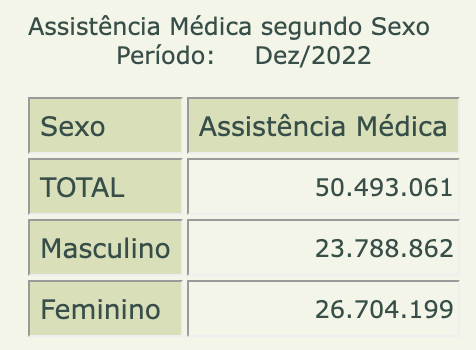 Assistência Médica segundo Sexo
Período: Dez/2022
Sexo Assistência Médica
TOTAL 50.493.061
Masculino 23.788.862
Feminino 26.704.199